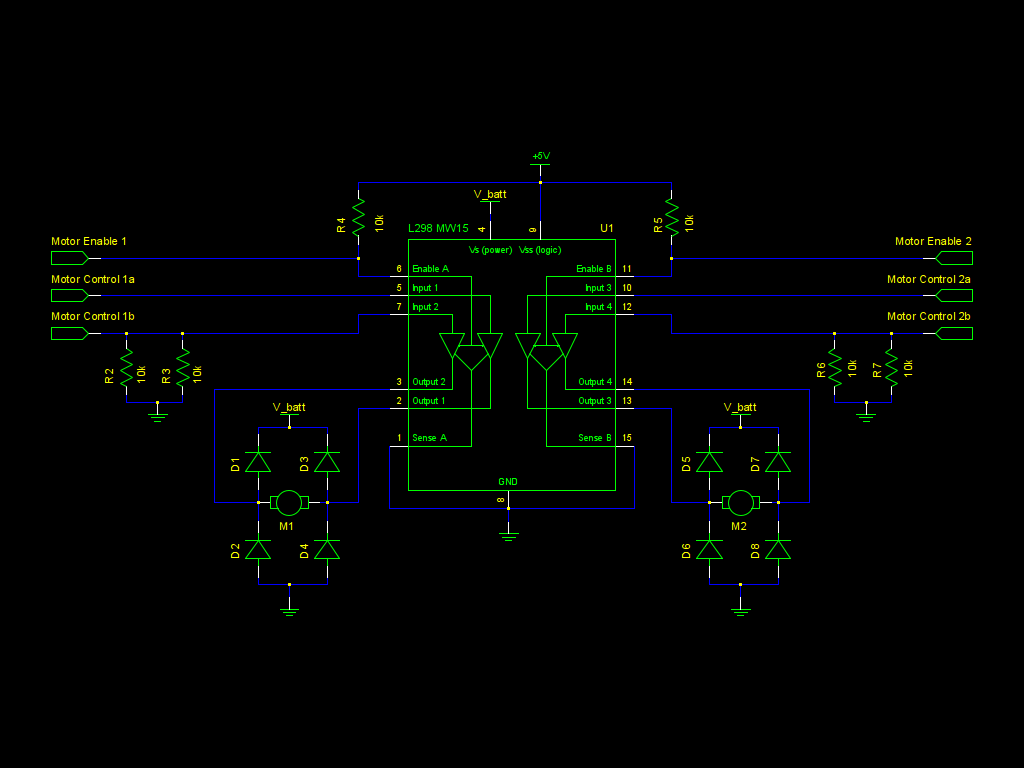 +5V
V_batt
L298 MW15
4
9
U1
R4
10k
R5
10k
Motor Enable 1
Motor Enable 2
Vs (power)
Vss (logic)
6
Enable A
Enable B
11
Motor Control 1a
Motor Control 2a
5
Input 1
Input 3
10
7
Input 2
Input 4
12
Motor Control 1b
Motor Control 2b
R2
10k
R3
10k
R6
10k
R7
10k
3
Output 2
Output 4
14
2
Output 1
Output 3
13
V_batt
V_batt
1
Sense A
Sense B
15
D1
D3
D5
D7
GND
8
M1
M2
D2
D4
D6
D8